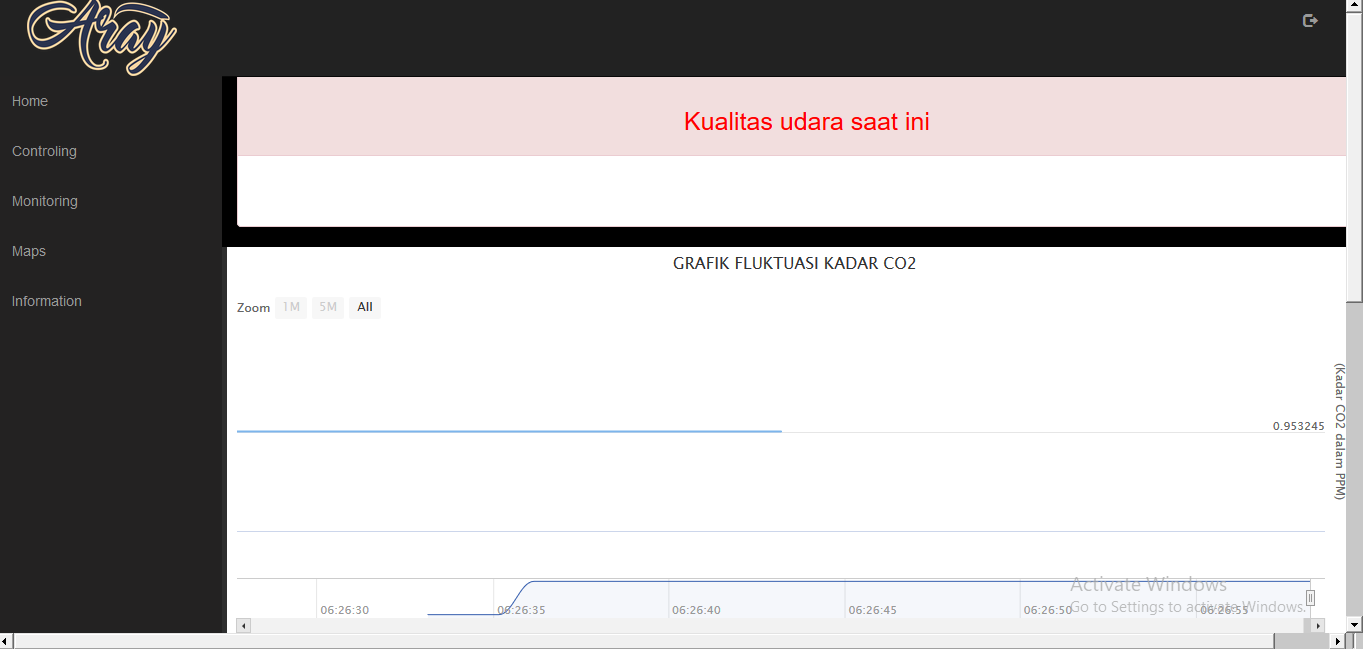 Aray
Home
Controling
Monitoring
Maps
Information
Kualitas udara saat ini
GRAFIK FLUKTUASI KADAR CO2
Zoom 1M 5M All
0.953245
(Kadar CO2 dalam PPM)
06:26:30 06:26:35 06:26:40 06:26:45 06:26:50 06:26:55
Activate Windows
Go to Settings to activate Windows.